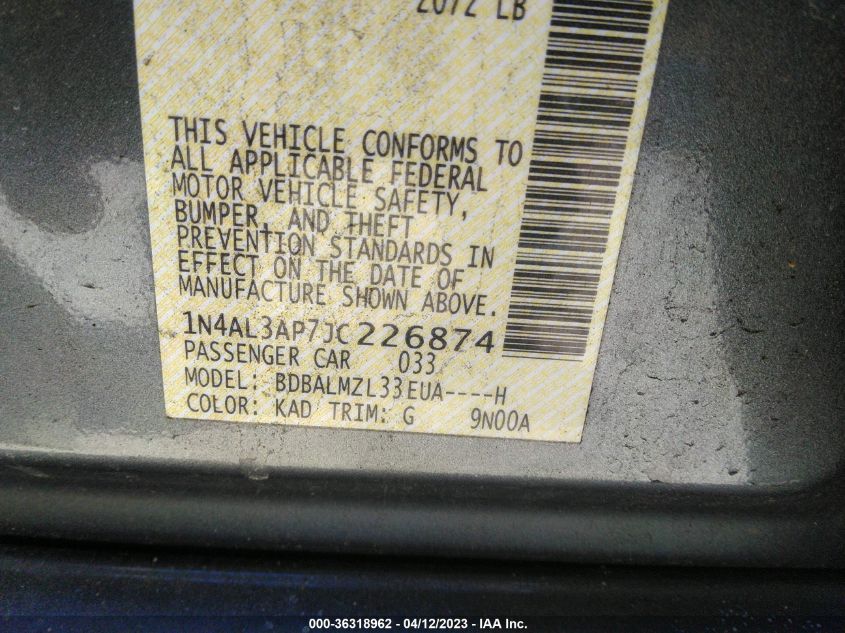 2072 LB
THIS VEHICLE CONFORMS TO
ALL APPLICABLE FEDERAL
MOTOR VEHICLE SAFETY,
BUMPER, AND THEFT
PREVENTION STANDARDS IN
EFFECT ON THE DATE OF
MANUFACTURE SHOWN ABOVE.
1N4AL3AP7JC226874
PASSENGER CAR 033
MODEL: BDBALMZL33EUA----H
COLOR: KAD TRIM: G 9N00A
000-36318962 - 04/12/2023 - IAA Inc.